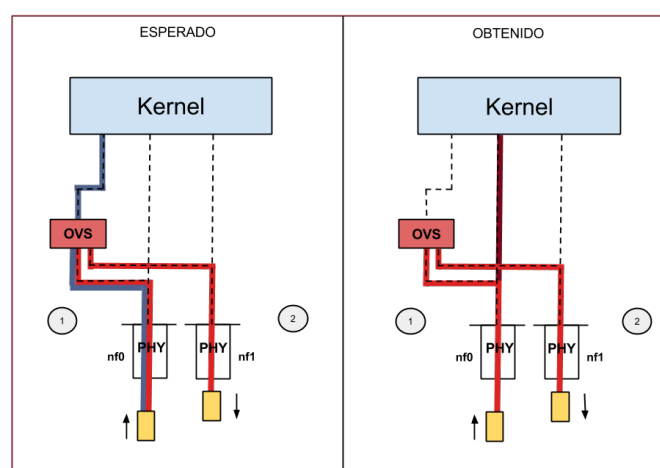 ESPERADO
OBTENIDO
Kernel
Kernel
OVS
OVS
1
2
1
2
nf0
PHY
PHY
nf1
nf0
PHY
PHY
nf1